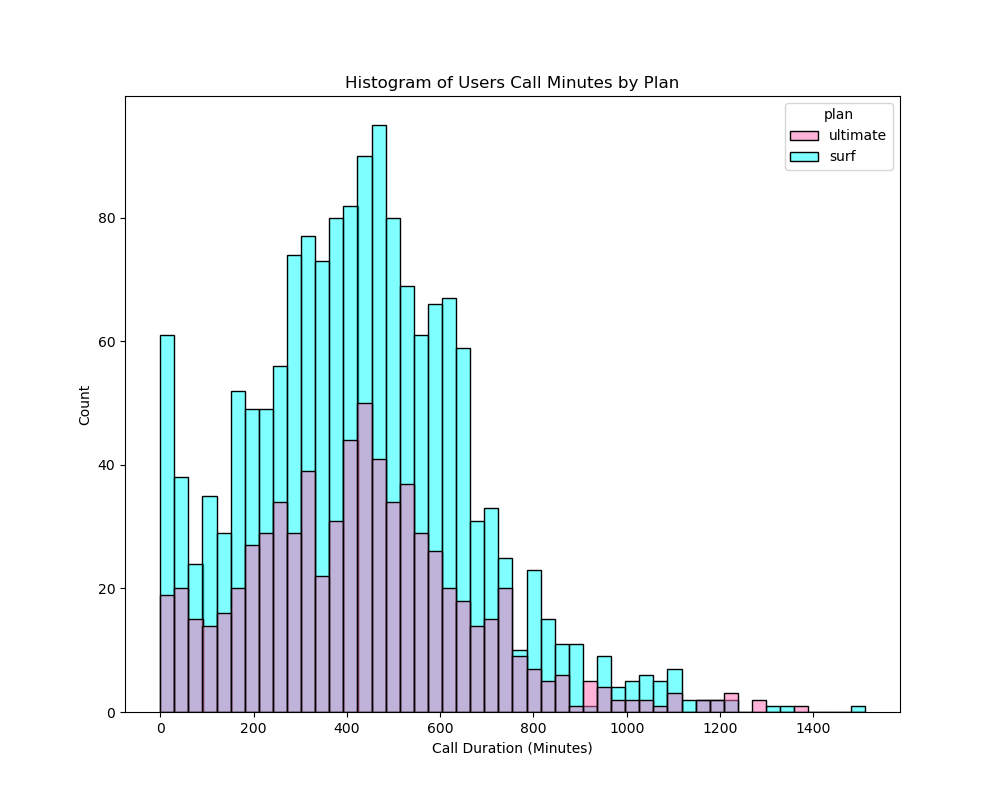 Histogram of Users Call Minutes by Plan
plan
ultimate
surf
80
60
40
20
0
Count
0 200 400 600 800 1000 1200 1400
Call Duration (Minutes)